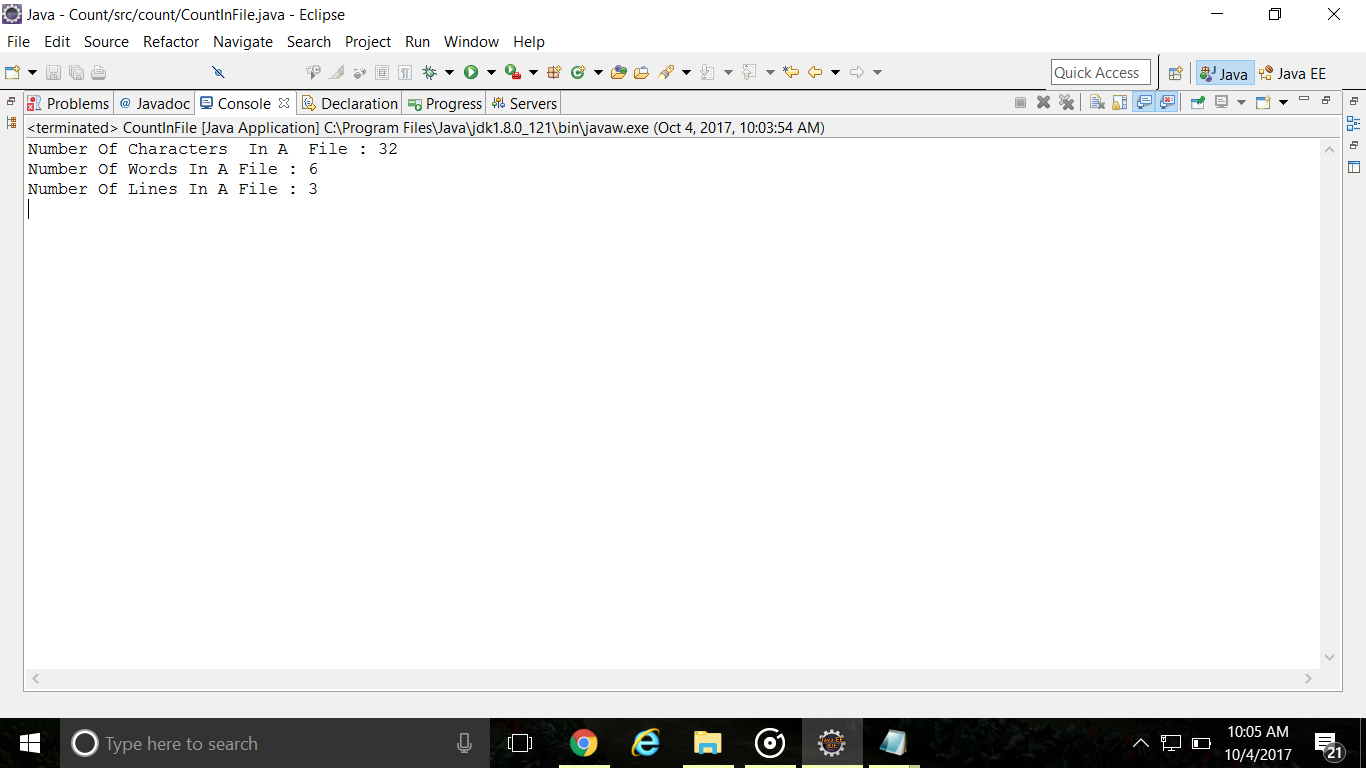 Java - Count/src/count/CountInFile.java - Eclipse
File Edit Source Refactor Navigate Search Project Run Window Help
Quick Access Java Java EE
Problems @ Javadoc Console Declaration Progress Servers
<terminated> CountInFile [Java Application] C:\Program Files\Java\jdk1.8.0_121\bin\javaw.exe (Oct 4, 2017, 10:03:54 AM)
Number Of Characters  In A  File : 32
Number Of Words In A File : 6
Number Of Lines In A File : 3
Type here to search
10:05 AM
10/4/2017
21